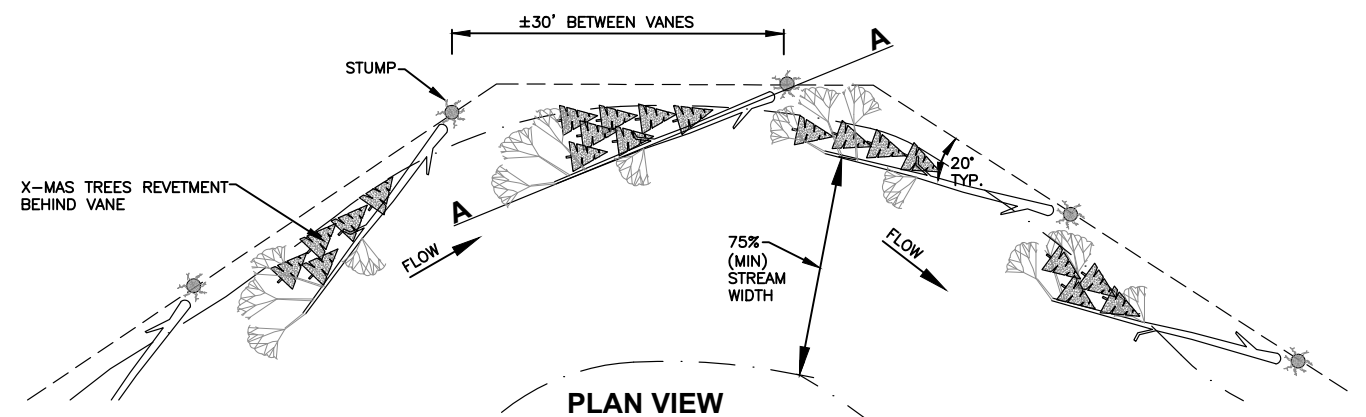 ±30' BETWEEN VANES
A
STUMP
X-MAS TREES REVETMENT
BEHIND VANE
20°
TYP.
A
FLOW
75%
(MIN)
STREAM
WIDTH
FLOW
PLAN VIEW